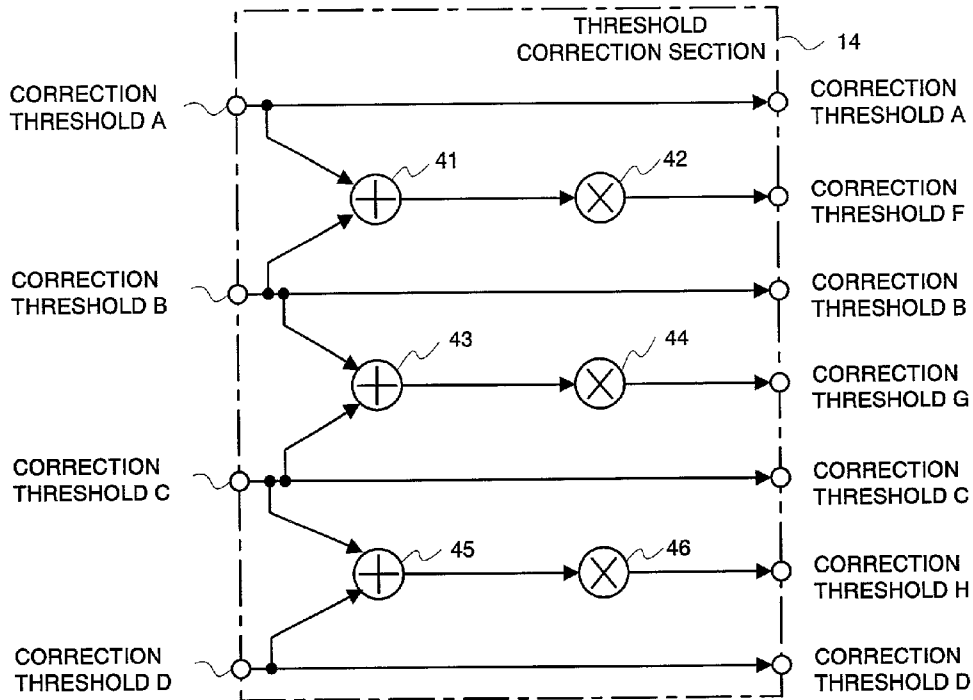 THRESHOLD
CORRECTION SECTION
14
CORRECTION
THRESHOLD A
CORRECTION
THRESHOLD A
41
42
CORRECTION
THRESHOLD F
CORRECTION
THRESHOLD B
CORRECTION
THRESHOLD B
43
44
CORRECTION
THRESHOLD G
CORRECTION
THRESHOLD C
CORRECTION
THRESHOLD C
45
46
CORRECTION
THRESHOLD H
CORRECTION
THRESHOLD D
CORRECTION
THRESHOLD D